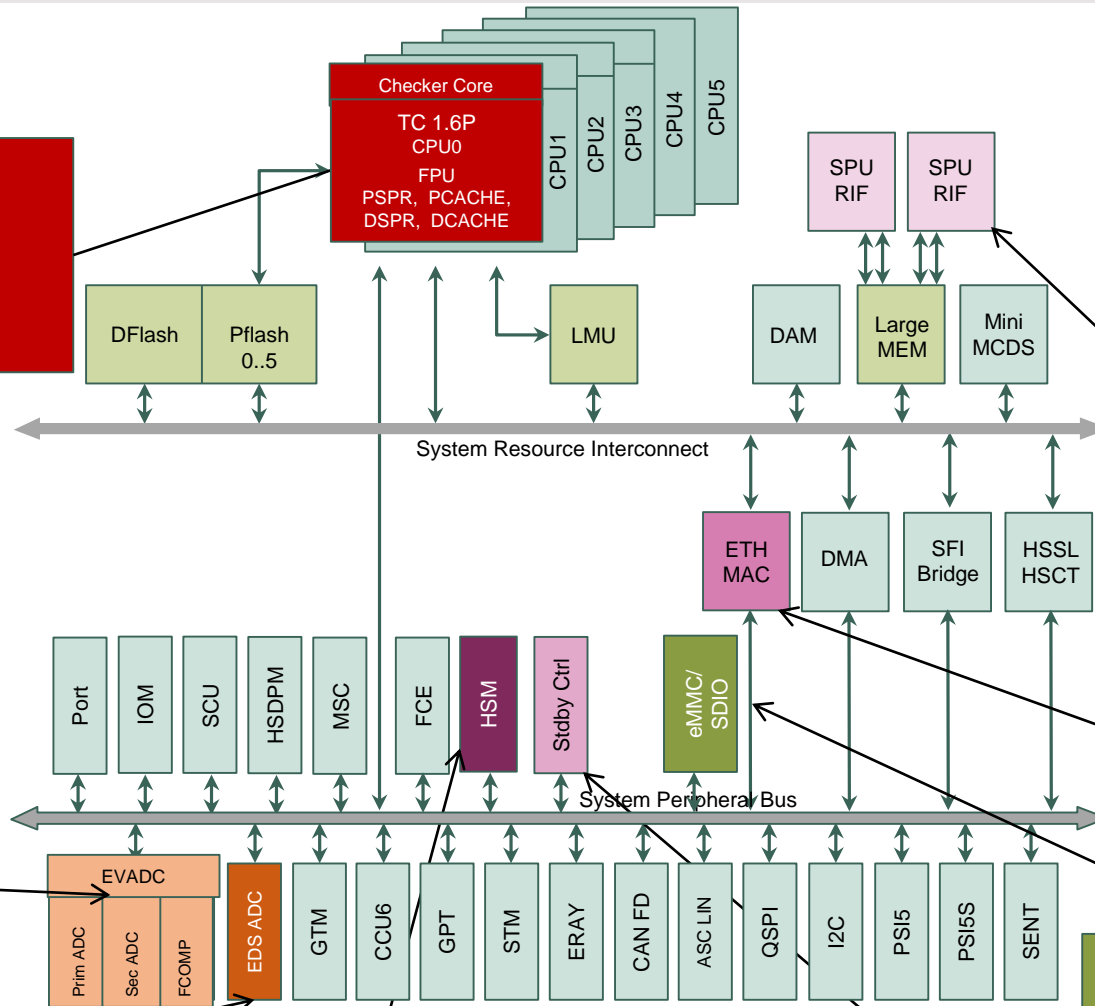 Checker Core
TC 1.6P
CPU0
FPU
PSPR, PCACHE,
DSPR, DCACHE
CPU1
CPU2
CPU3
CPU4
CPU5
SPU
RIF
SPU
RIF
DFlash
Pflash
0..5
LMU
DAM
Large
MEM
Mini
MCDS
System Resource Interconnect
ETH
MAC
DMA
SFI
Bridge
HSSL
HSCT
Port
IOM
SCU
HSDPM
MSC
FCE
HSM
Stdby Ctrl
eMMC/
SDIO
System Peripheral Bus
EVADC
Prim ADC
Sec ADC
FCOMP
EDS ADC
GTM
CCU6
GPT
STM
ERAY
CAN FD
ASC LIN
QSPI
I2C
PSI5
PSI5S
SENT